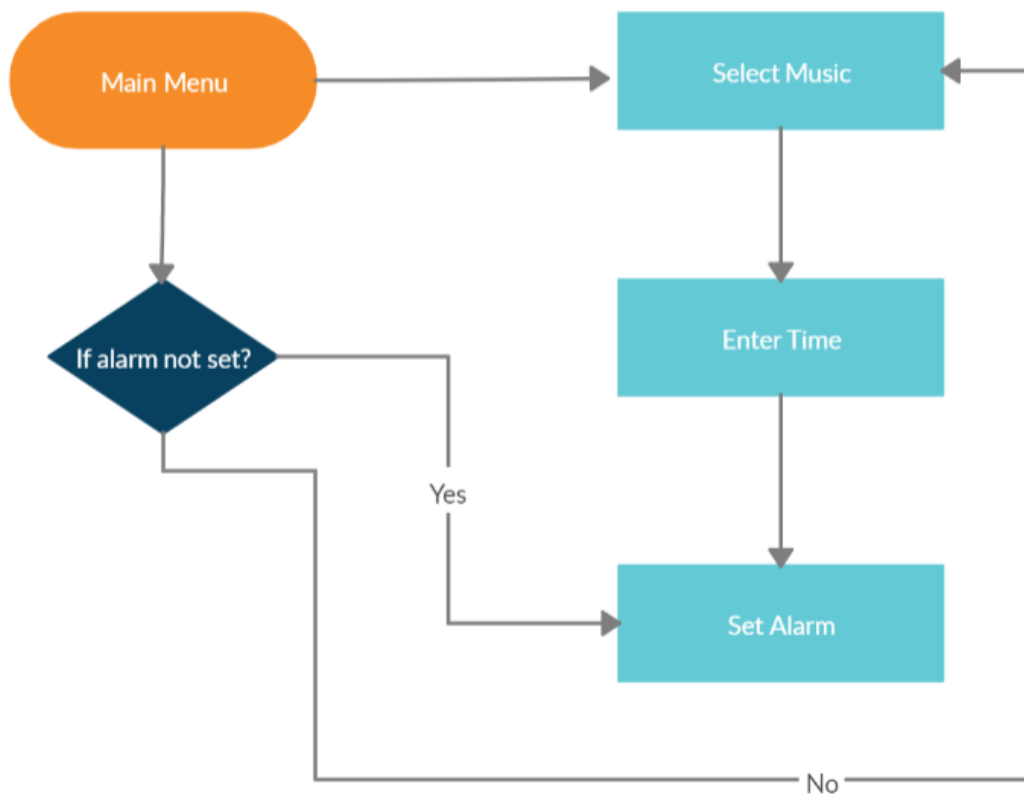 Main Menu
Select Music
If alarm not set?
Enter Time
Yes
Set Alarm
No